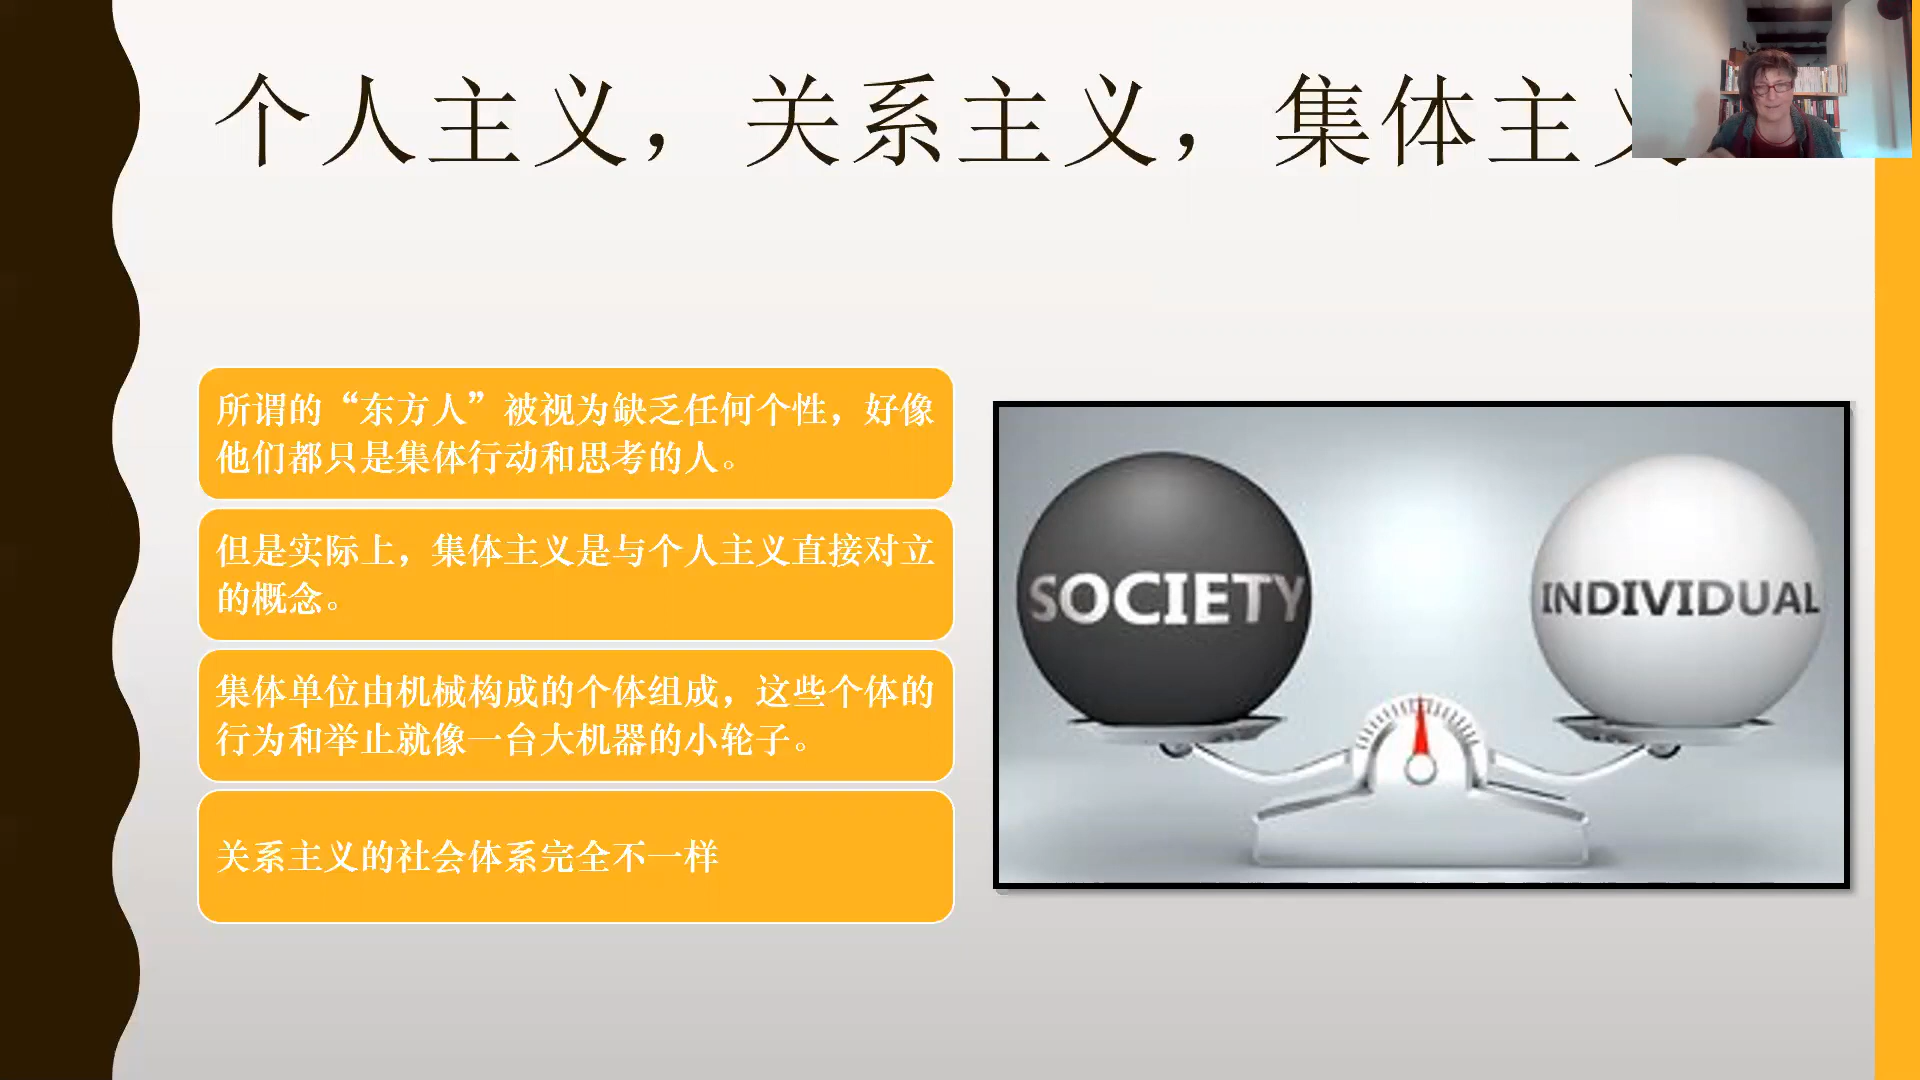 个人主义，关系主义，集体主义
所谓的“东方人”被视为缺乏任何个性，好像
他们都只是集体行动和思考的人。
但是实际上，集体主义是与个人主义直接对立
的概念。
集体单位由机械构成的个体组成，这些个体的
行为和举止就像一台大机器的小轮子。
关系主义的社会体系完全不一样
SOCIETY
INDIVIDUAL